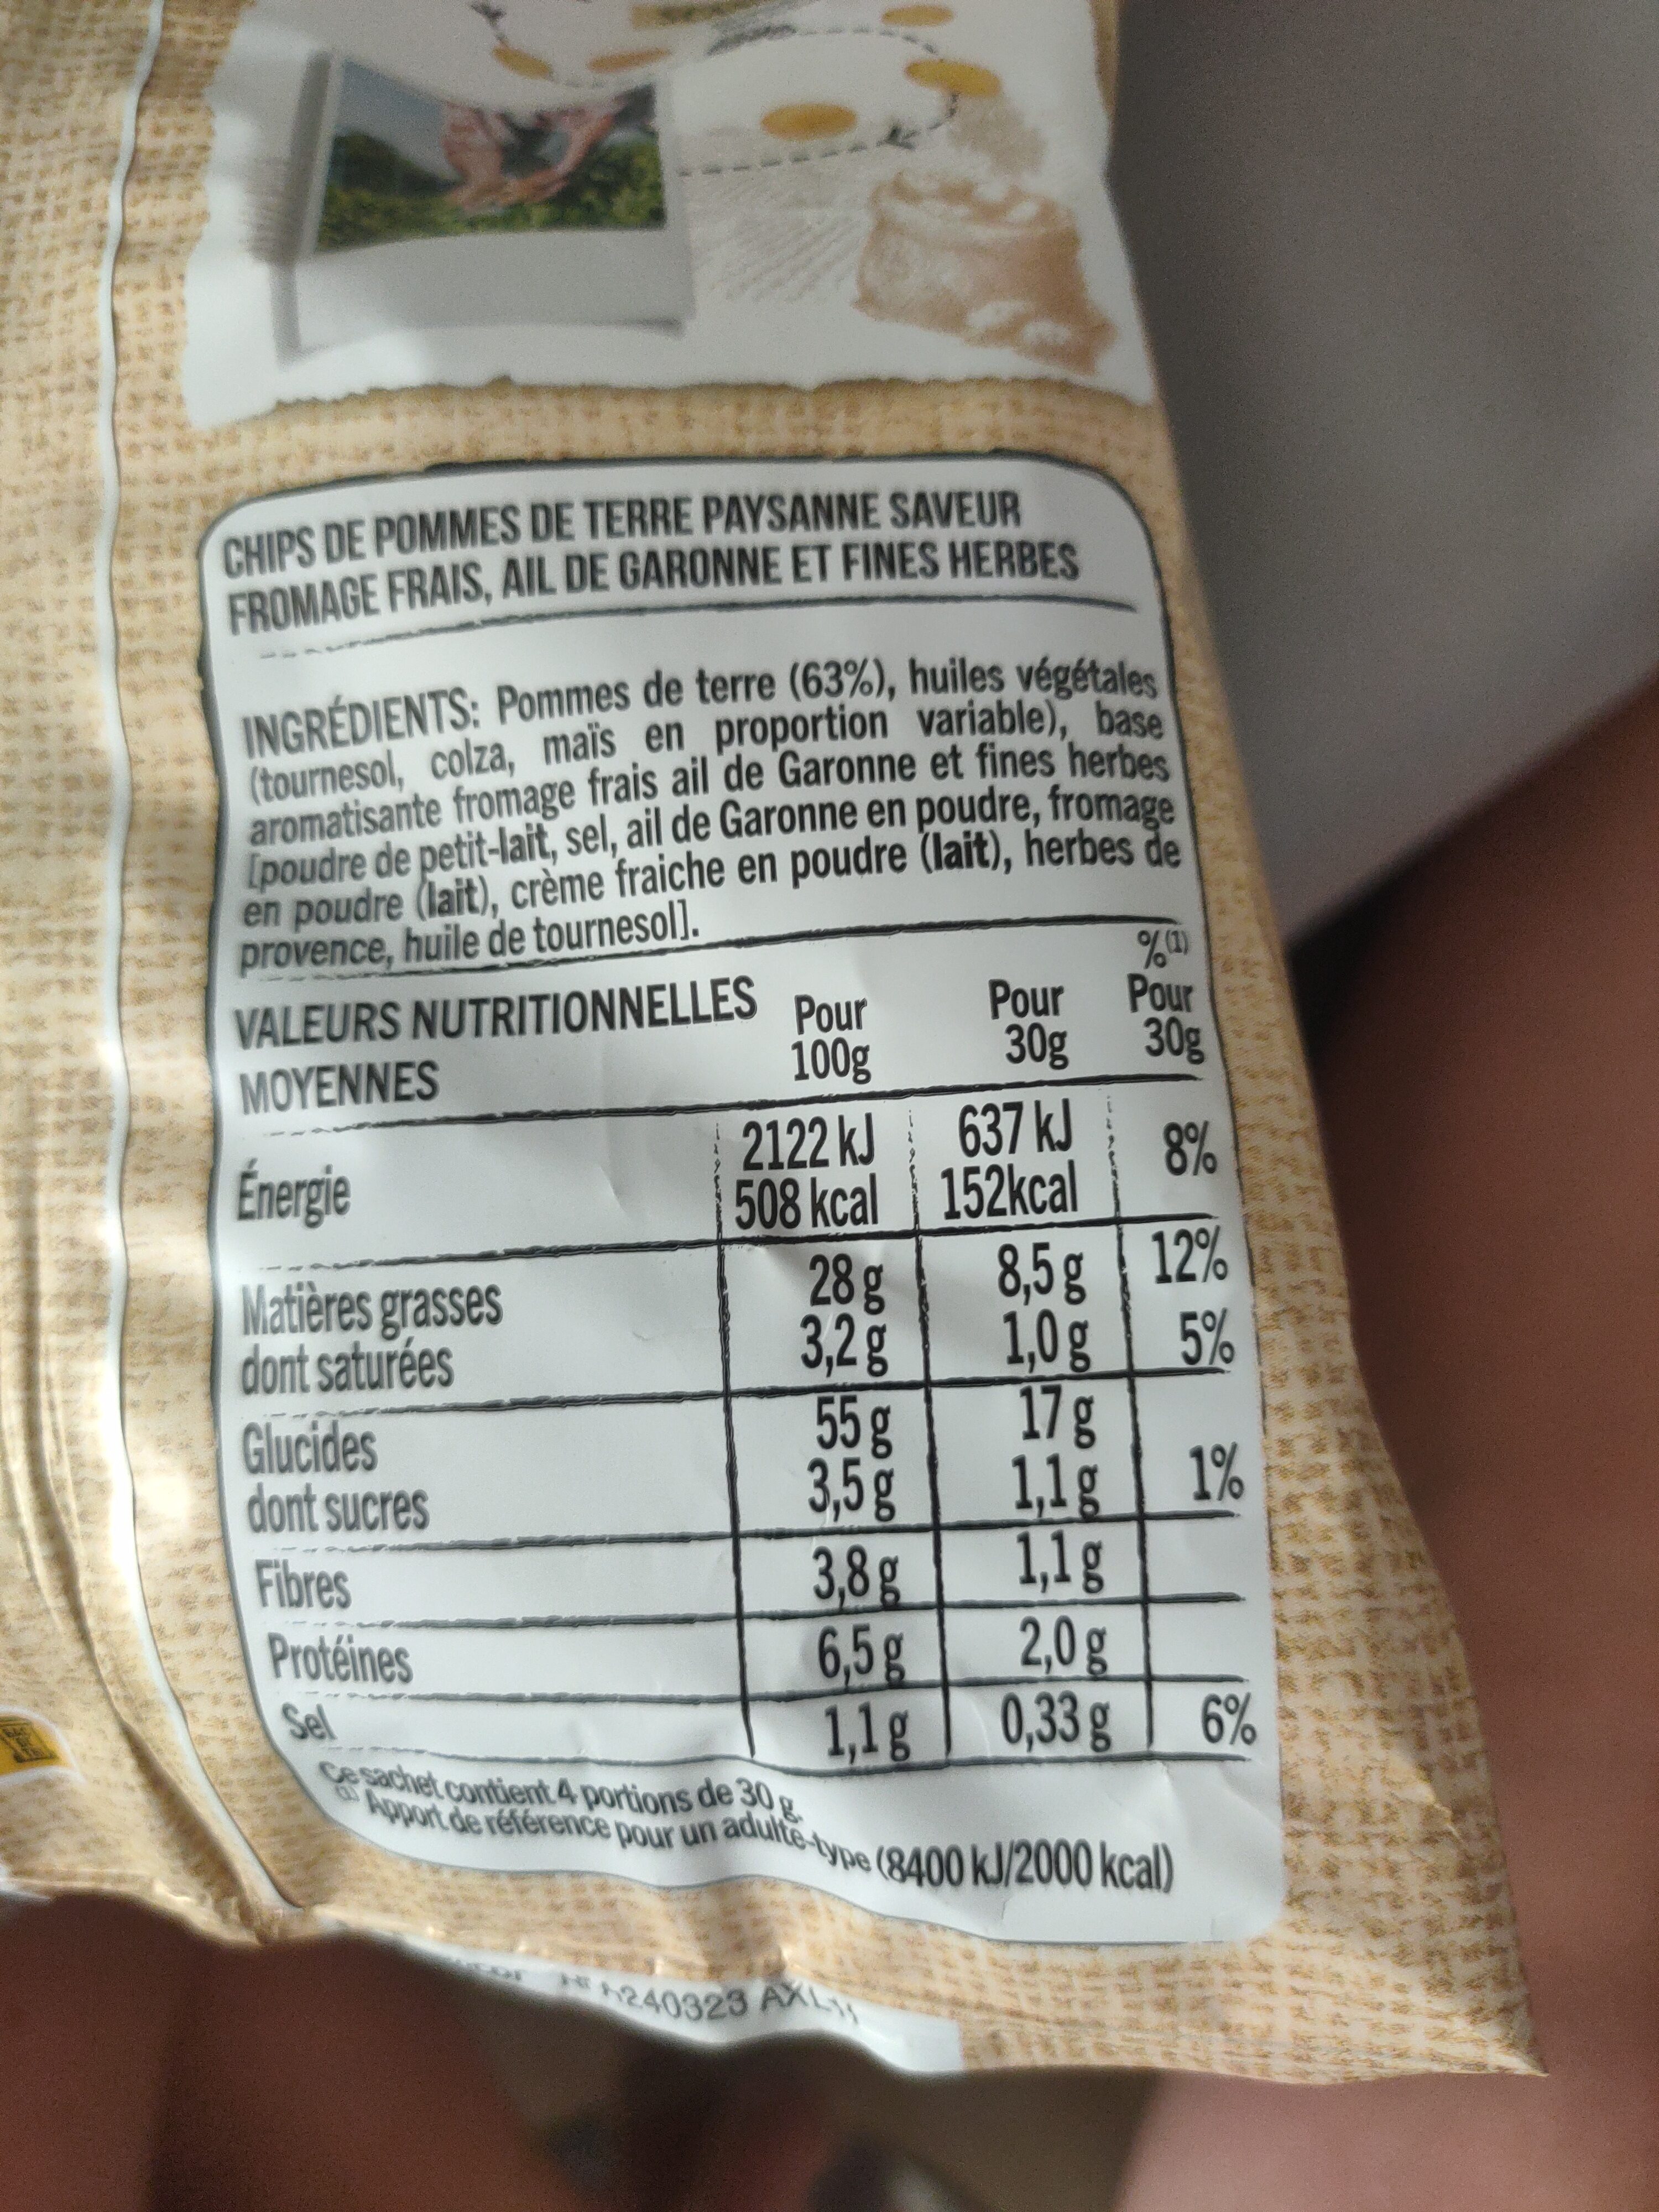 CHIPS DE POMMES DE TERRE PAYSANNE SAVEUR
FROMAGE FRAIS, AIL DE GARONNE ET FINES HERBES
INGRÉDIENTS: Pommes de terre (63%), huiles végétales
(tournesol, colza, maïs en proportion variable), base
aromatisante fromage frais ail de Garonne et fines herbes
[poudre de petit-lait, sel, ail de Garonne en poudre, fromage
en poudre (lait), crème fraiche en poudre (lait), herbes de
provence, huile de tournesol].
VALEURS NUTRITIONNELLES MOYENNES Pour 100g Pour 30g %(1) Pour 30g
Énergie 2122 kJ 637 kJ 8%
508 kcal 152kcal
Matières grasses 28 g 8,5 g 12%
dont saturées 3,2 g 1,0 g 5%
Glucides 55 g 17 g
dont sucres 3,5 g 1,1 g 1%
Fibres 3,8 g 1,1 g
Protéines 6,5 g 2,0 g
Sel 1,1 g 0,33 g 6%
Ce sachet contient 4 portions de 30 g.
(1) Apport de référence pour un adulte-type (8400 kJ/2000 kcal)